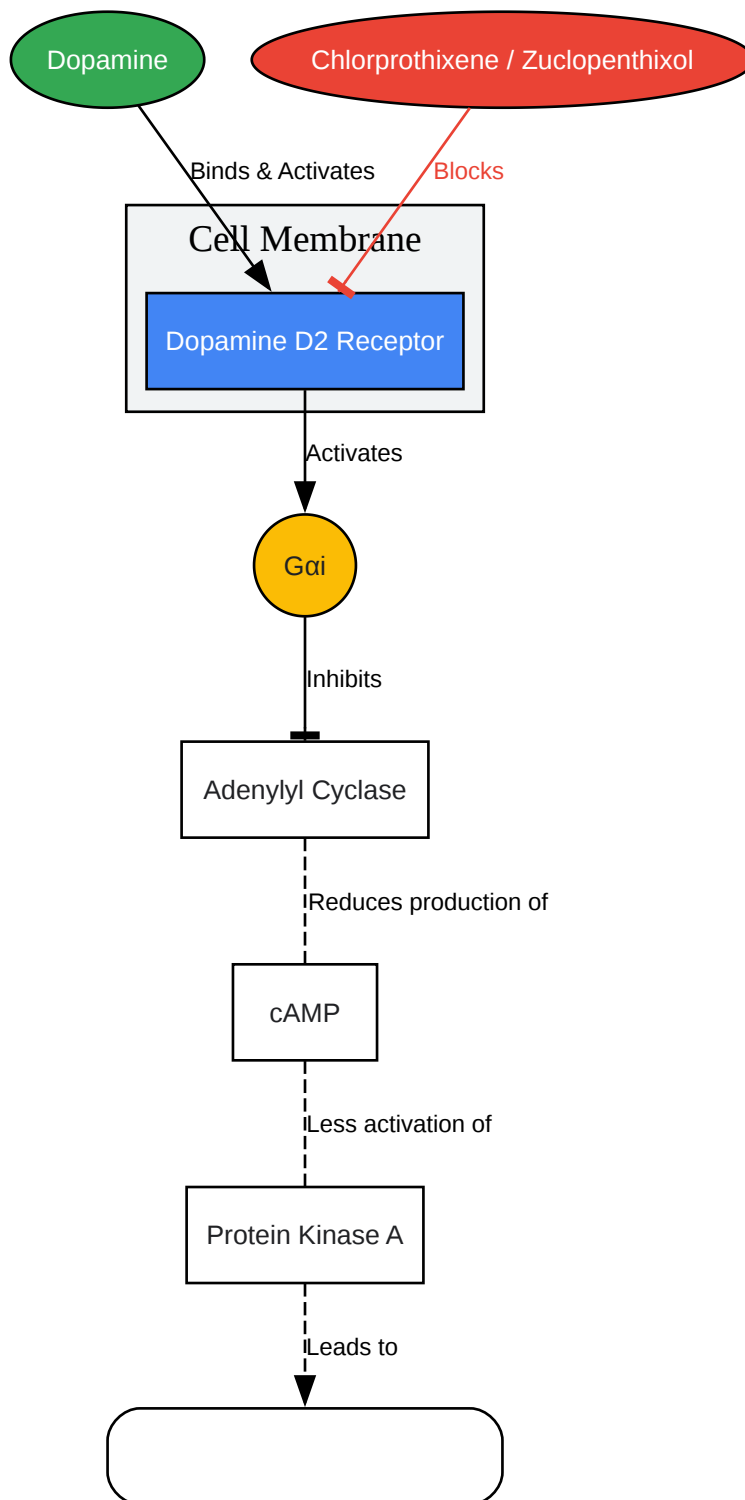 Dopamine
Chlorprothixene / Zuclopenthixol
Binds & Activates
Blocks
Cell Membrane
Dopamine D2 Receptor
Activates
Gαi
Inhibits
Adenylyl Cyclase
Reduces production of
cAMP
Less activation of
Protein Kinase A
Leads to